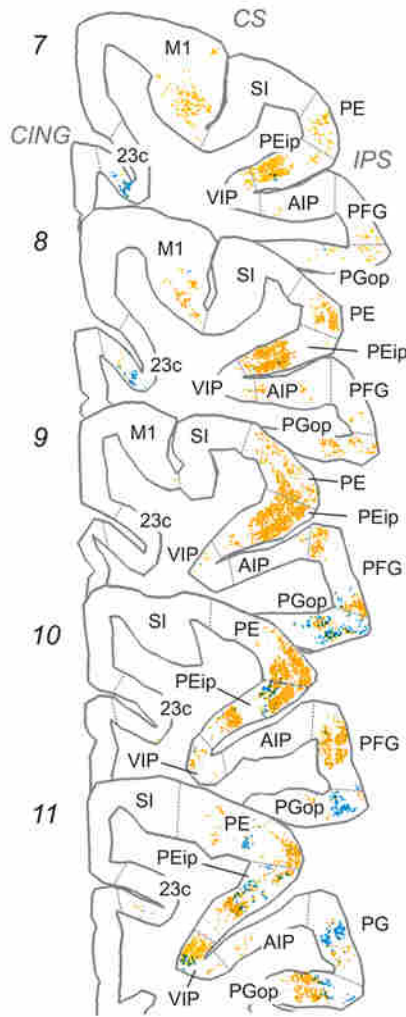 CS
7
M1
SI
PE
CING
23c
PEip
IPS
VIP
AIP
PFG
8
M1
SI
PGop
PE
23c
PEip
VIP
AIP
PFG
9
M1
SI
PGop
PE
23c
PEip
VIP
AIP
PFG
10
SI
PE
PGop
PEip
23c
AIP
PFG
VIP
11
SI
PE
PGop
PEip
23c
AIP
PG
VIP
PGop